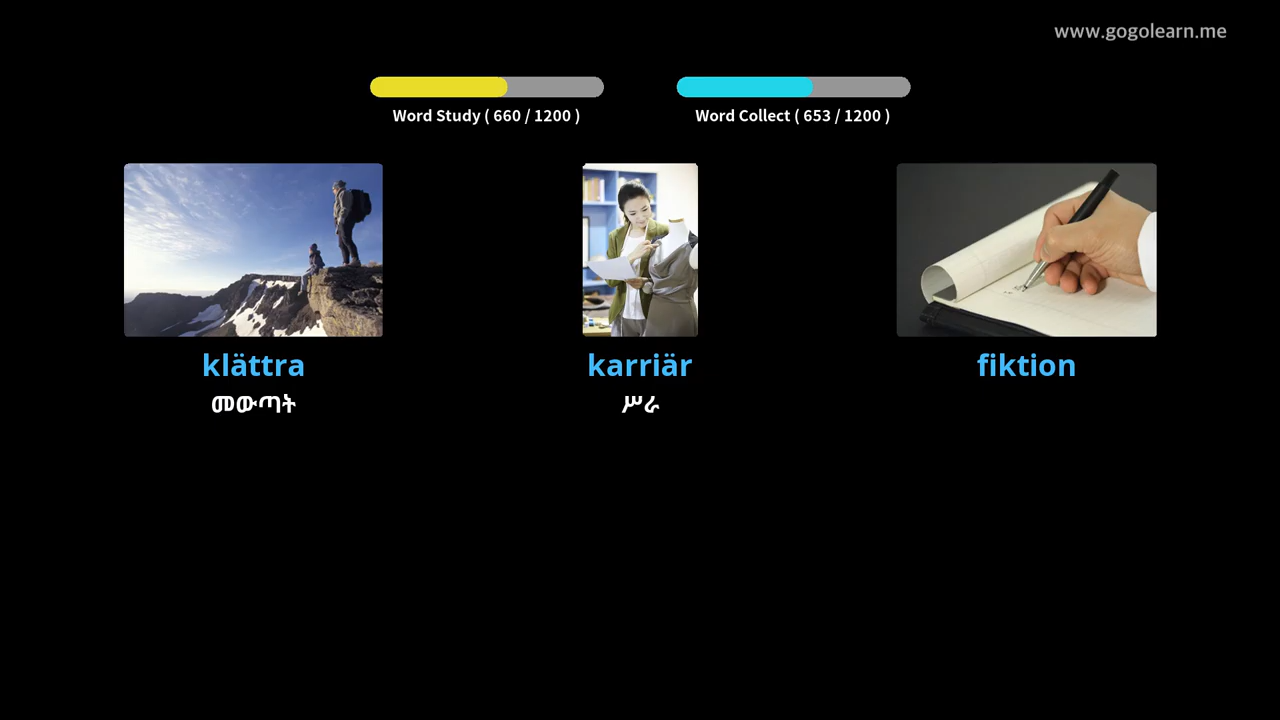 www.gogolearn.me
Word Study ( 660 / 1200 )
Word Collect ( 653 / 1200 )
klättra
karriär
fiktion
መውጣት
ሥራ